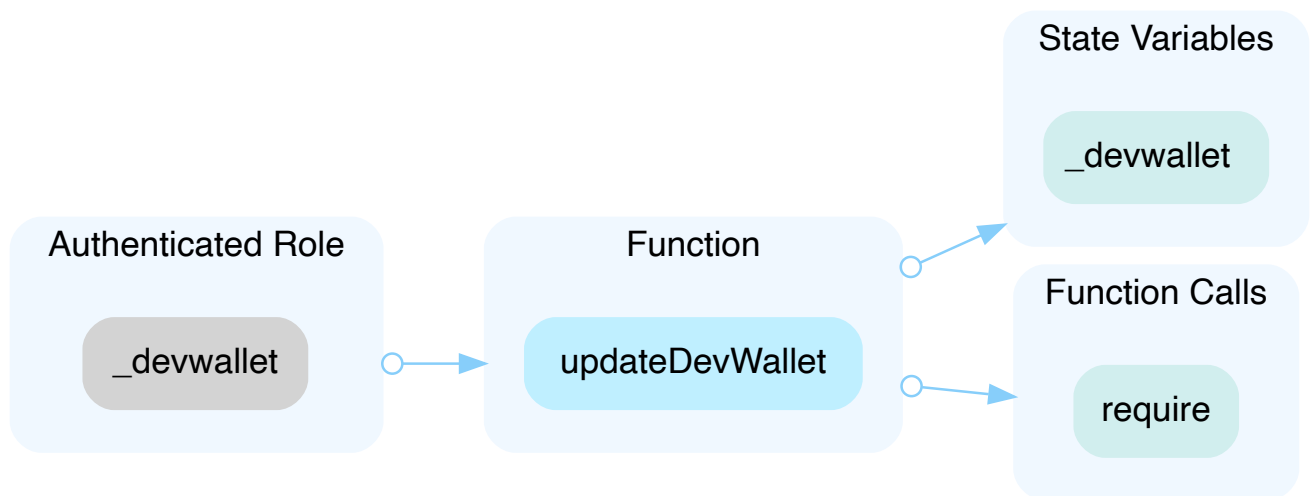 Authenticated Role
_devwallet
Function
updateDevWallet
State Variables
_devwallet
Function Calls
require